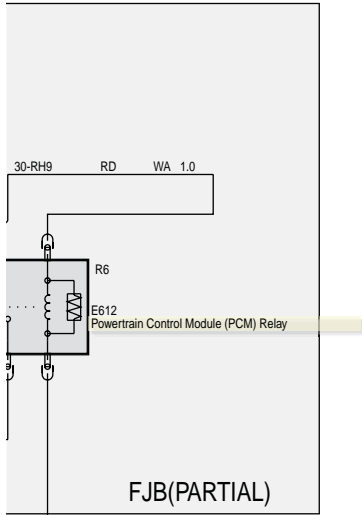 30-RH9 RD WA 1.0
R6
E612
Powertrain Control Module (PCM) Relay
FJB(PARTIAL)